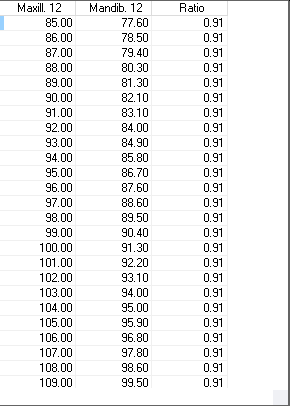 Maxill. 12 Mandib. 12 Ratio
85.00 77.60 0.91
86.00 78.50 0.91
87.00 79.40 0.91
88.00 80.30 0.91
89.00 81.30 0.91
90.00 82.10 0.91
91.00 83.10 0.91
92.00 84.00 0.91
93.00 84.90 0.91
94.00 85.80 0.91
95.00 86.70 0.91
96.00 87.60 0.91
97.00 88.60 0.91
98.00 89.50 0.91
99.00 90.40 0.91
100.00 91.30 0.91
101.00 92.20 0.91
102.00 93.10 0.91
103.00 94.00 0.91
104.00 95.00 0.91
105.00 95.90 0.91
106.00 96.80 0.91
107.00 97.80 0.91
108.00 98.60 0.91
109.00 99.50 0.91